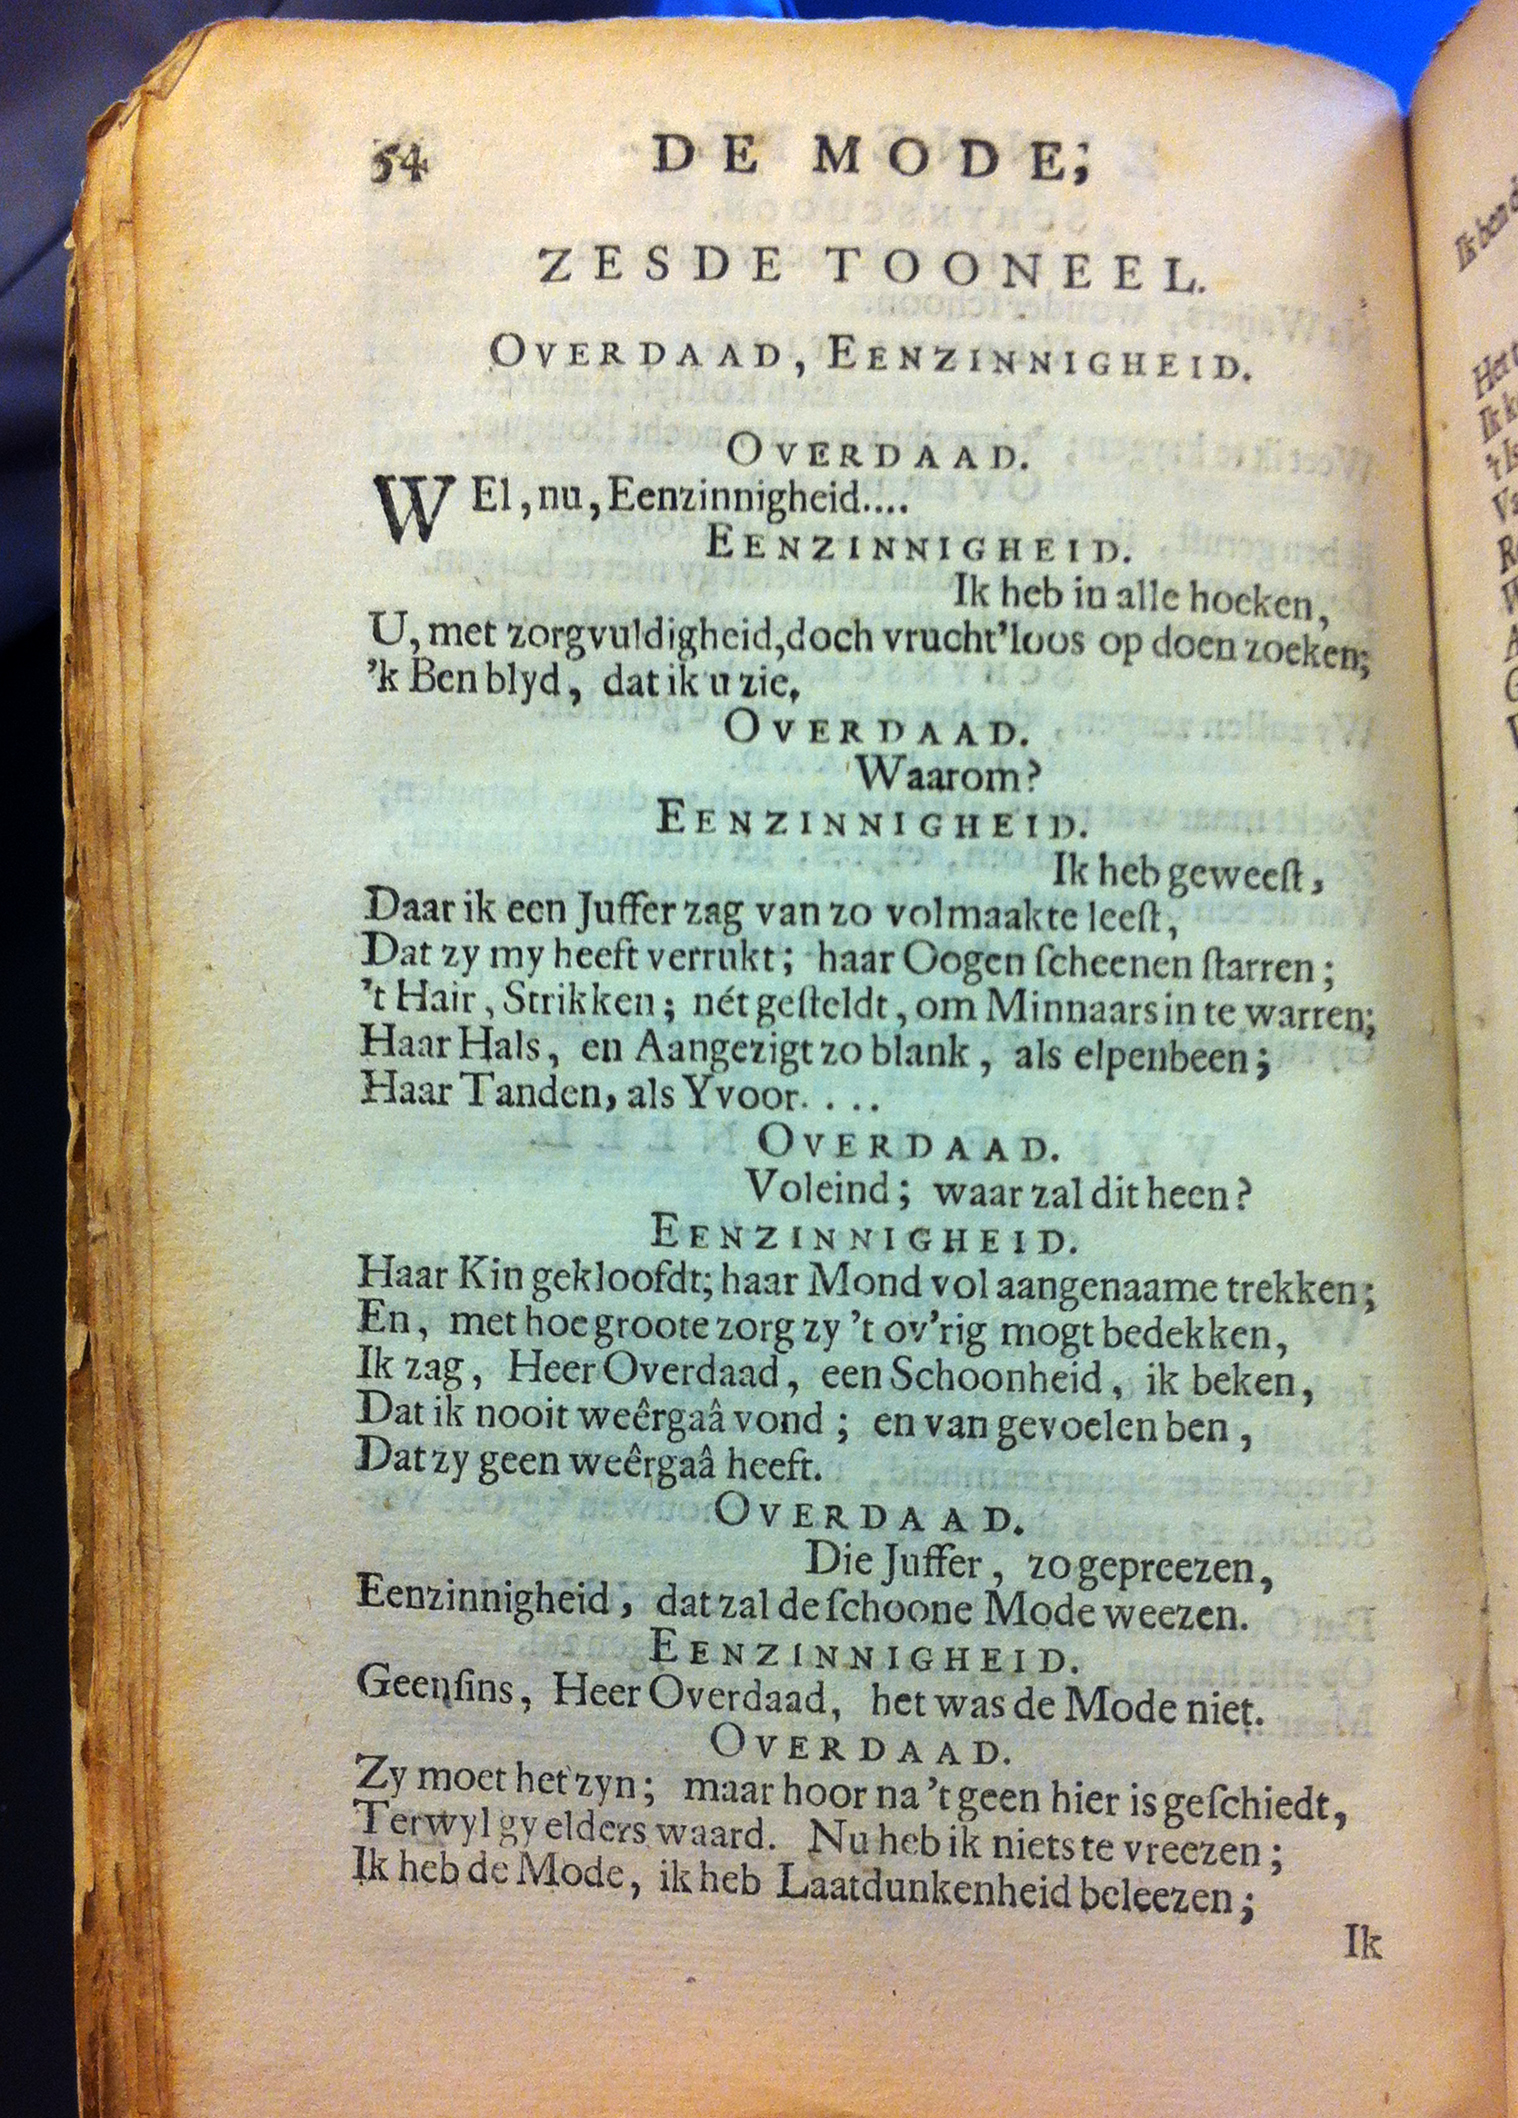 54 DE MODE;
ZESDE TOONEEL.
OVERDAAD, EENZINNIGHEID.
OVERDAAD.
WEl, nu, Eenzinnigheid....
EENZINNIGHEID.
Ik heb in alle hoeken,
U, met zorgvuldigheid, doch vrucht'loos op doen zoeken;
'k Ben blyd, dat ik u zie,
OVERDAAD.
Waarom?
EENZINNIGHEID.
Ik heb geweeſt,
Daar ik een Juffer zag van zo volmaakte leeſt,
Dat zy my heeft verrukt; haar Oogen ſcheenen ſtarren;
't Hair, Strikken; nét geſteldt, om Minnaars in te warren;
Haar Hals, en Aangezigt zo blank, als elpenbeen;
Haar Tanden, als Yvoor....
OVERDAAD.
Voleind; waar zal dit heen?
EENZINNIGHEID.
Haar Kin gekloofdt; haar Mond vol aangenaame trekken;
En, met hoe groote zorg zy 't ov'rig mogt bedekken,
Ik zag, Heer Overdaad, een Schoonheid, ik beken,
Dat ik nooit weêrgaâ vond; en van gevoelen ben,
Dat zy geen weêrgaâ heeft.
OVERDAAD.
Die Juffer, zo gepreezen,
Eenzinnigheid, dat zal de ſchoone Mode weezen.
EENZINNIGHEID.
Geenſins, Heer Overdaad, het was de Mode niet.
OVERDAAD.
Zy moet het zyn; maar hoor na 't geen hier is geſchiedt,
Terwyl gy elders waard. Nu heb ik niets te vreezen;
Ik heb de Mode, ik heb Laatdunkenheid beleezen;
Ik